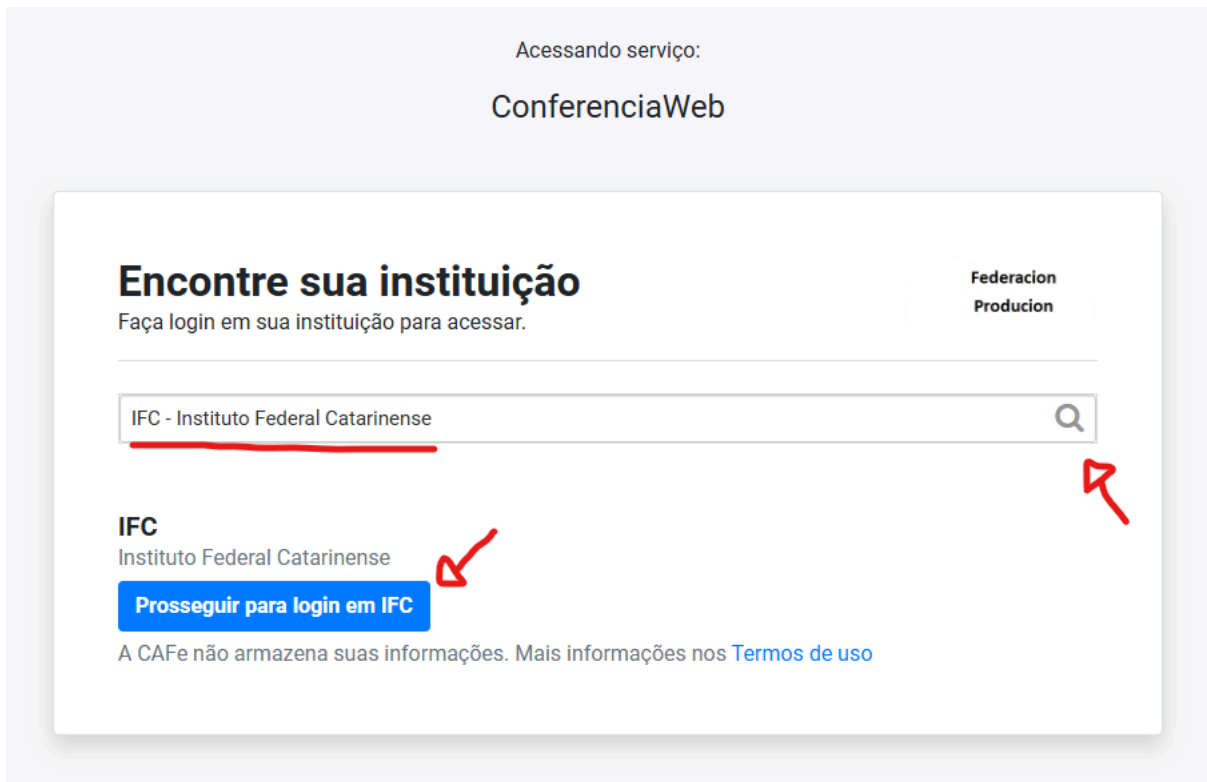 Acessando serviço:
ConferenciaWeb
Encontre sua instituição
Faça login em sua instituição para acessar.
Federacion
Producion
IFC - Instituto Federal Catarinense
IFC
Instituto Federal Catarinense
Prosseguir para login em IFC
A CAFe não armazena suas informações. Mais informações nos Termos de uso